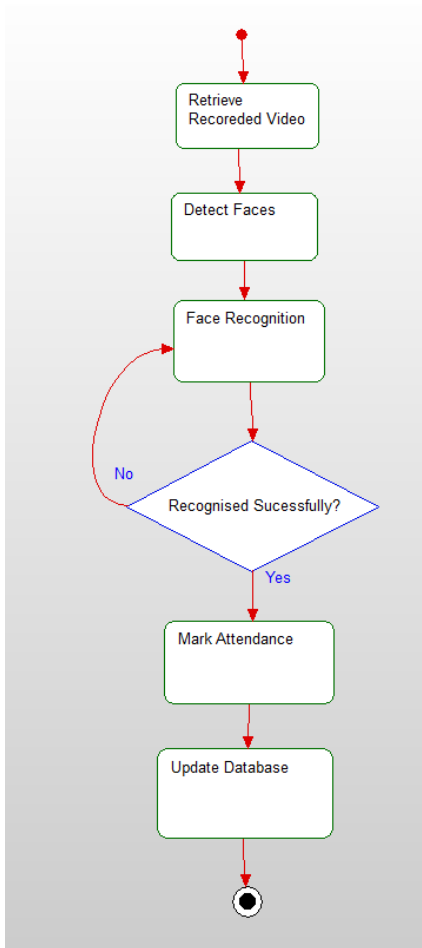 Retrieve
Recoreded Video
Detect Faces
Face Recognition
No
Recognised Sucessfully?
Yes
Mark Attendance
Update Database